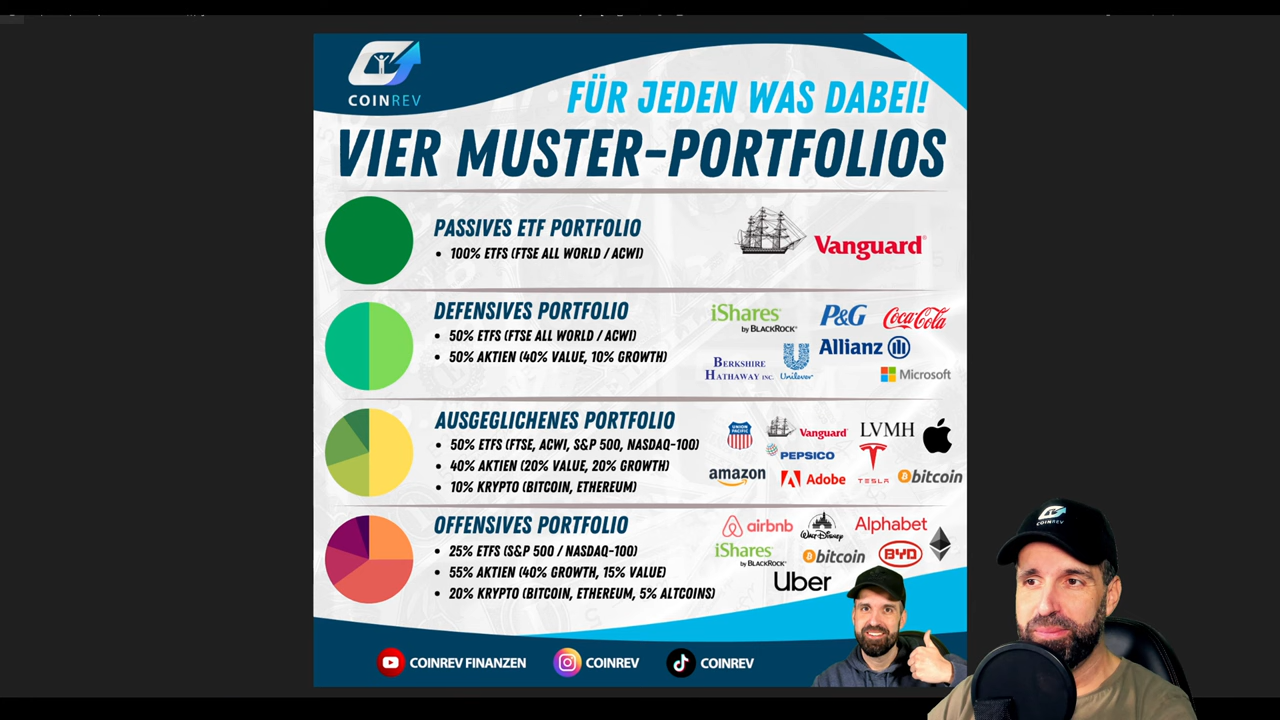 COINREV
FÜR JEDEN WAS DABEI!
VIER MUSTER-PORTFOLIOS
PASSIVES ETF PORTFOLIO
• 100% ETFS (FTSE ALL WORLD / ACWI)
Vanguard®
DEFENSIVES PORTFOLIO
• 50% ETFS (FTSE ALL WORLD / ACWI)
• 50% AKTIEN (40% VALUE, 10% GROWTH)
iShares®
by BLACKROCK®
P&G
Coca-Cola
Allianz
BERKSHIRE
HATHAWAY INC.
Unilever
Microsoft
AUSGEGLICHENES PORTFOLIO
• 50% ETFS (FTSE, ACWI, S&P 500, NASDAQ-100)
• 40% AKTIEN (20% VALUE, 20% GROWTH)
• 10% KRYPTO (BITCOIN, ETHEREUM)
UNION
PACIFIC
Vanguard
LVMH
PEPSICO
TESLA
amazon
Adobe
bitcoin
OFFENSIVES PORTFOLIO
• 25% ETFS (S&P 500 / NASDAQ-100)
• 55% AKTIEN (40% GROWTH, 15% VALUE)
• 20% KRYPTO (BITCOIN, ETHEREUM, 5% ALTCOINS)
airbnb
WALT DISNEY
Alphabet
iShares®
by BLACKROCK®
bitcoin
BYD
Uber
COINREV FINANZEN
COINREV
COINREV
COINREV